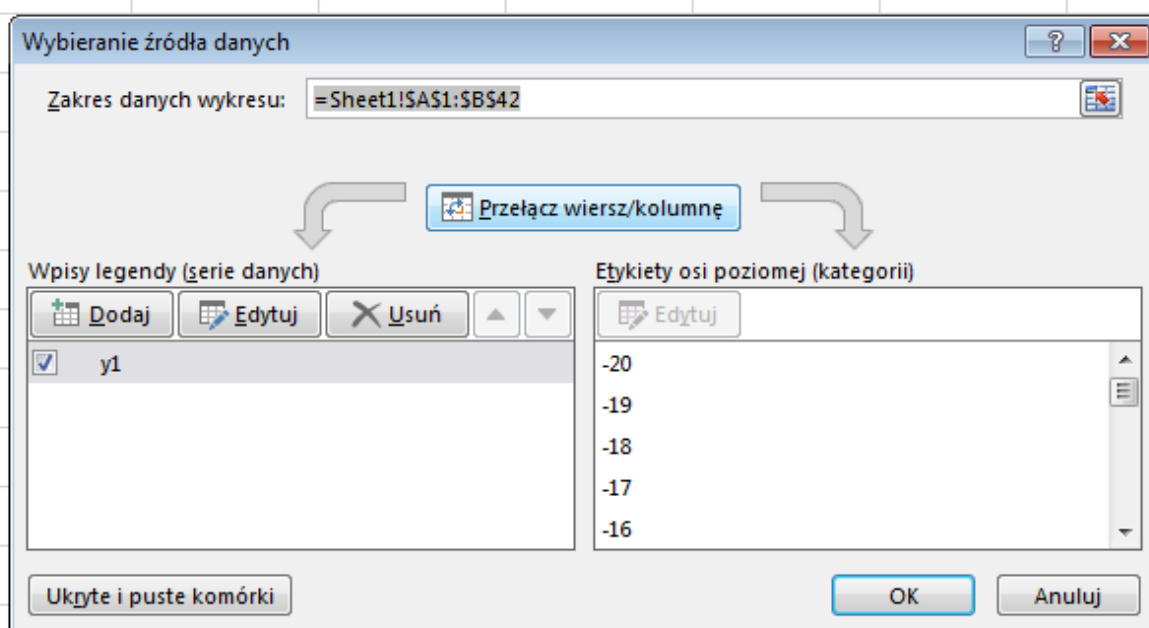 Wybieranie źródła danych
Zakres danych wykresu: =Sheet1!$A$1:$B$42
Przełącz wiersz/kolumnę
Wpisy legendy (serie danych)
Dodaj Edytuj Usuń
y1
Etykiety osi poziomej (kategorii)
Edytuj
-20
-19
-18
-17
-16
Ukryte i puste komórki
OK Anuluj